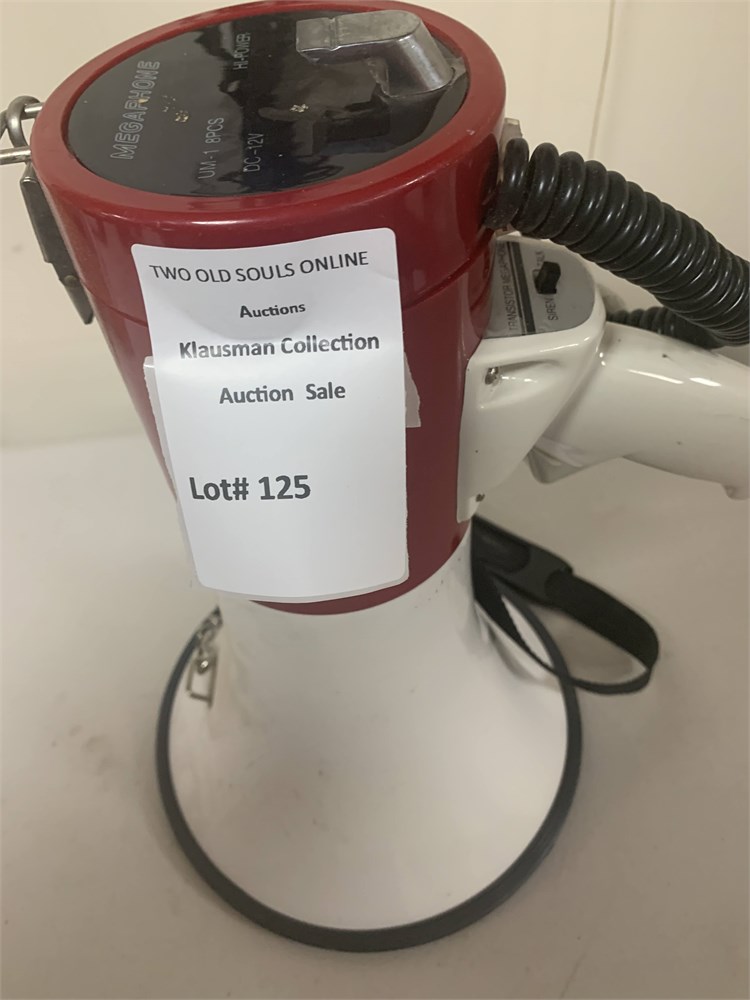 MEGAPHONE
HI-POWER
UM-1 8PCS
DC-12V
TWO OLD SOULS ONLINE
Auctions
Klausman Collection
Auction Sale
Lot# 125
TRANSISTOR
SIREN